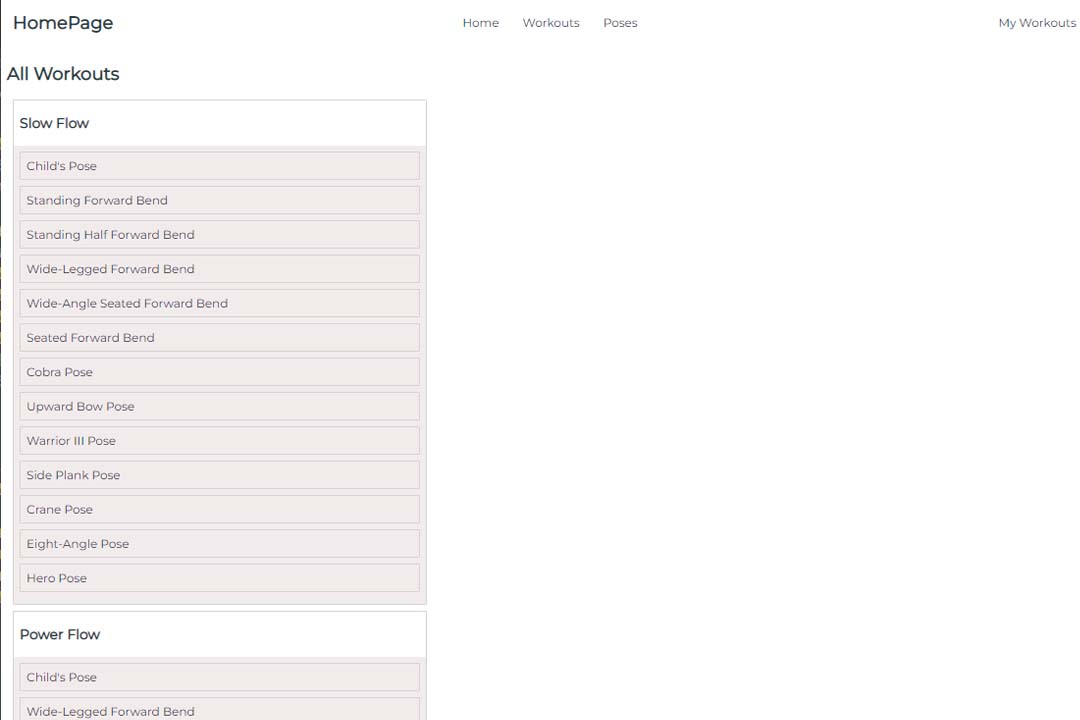 HomePage
Home Workouts Poses My Workouts
All Workouts
Slow Flow
Child's Pose
Standing Forward Bend
Standing Half Forward Bend
Wide-Legged Forward Bend
Wide-Angle Seated Forward Bend
Seated Forward Bend
Cobra Pose
Upward Bow Pose
Warrior III Pose
Side Plank Pose
Crane Pose
Eight-Angle Pose
Hero Pose
Power Flow
Child's Pose
Wide-Legged Forward Bend